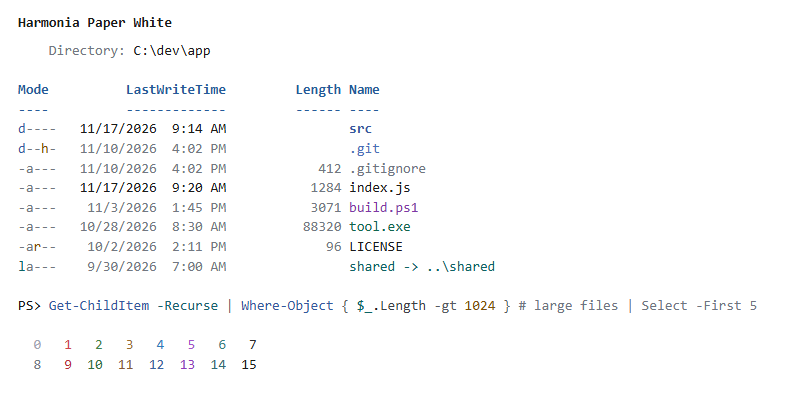 Harmonia Paper White
Directory: C:\dev\app
Mode LastWriteTime Length Name
---- ------------- ------ ----
d---- 11/17/2026 9:14 AM src
d--h- 11/10/2026 4:02 PM .git
-a--- 11/10/2026 4:02 PM 412 .gitignore
-a--- 11/17/2026 9:20 AM 1284 index.js
-a--- 11/3/2026 1:45 PM 3071 build.ps1
-a--- 10/28/2026 8:30 AM 88320 tool.exe
-ar-- 10/2/2026 2:11 PM 96 LICENSE
la--- 9/30/2026 7:00 AM shared -> ..\shared
PS> Get-ChildItem -Recurse | Where-Object { $_.Length -gt 1024 } # large files | Select -First 5
0 1 2 3 4 5 6 7
8 9 10 11 12 13 14 15